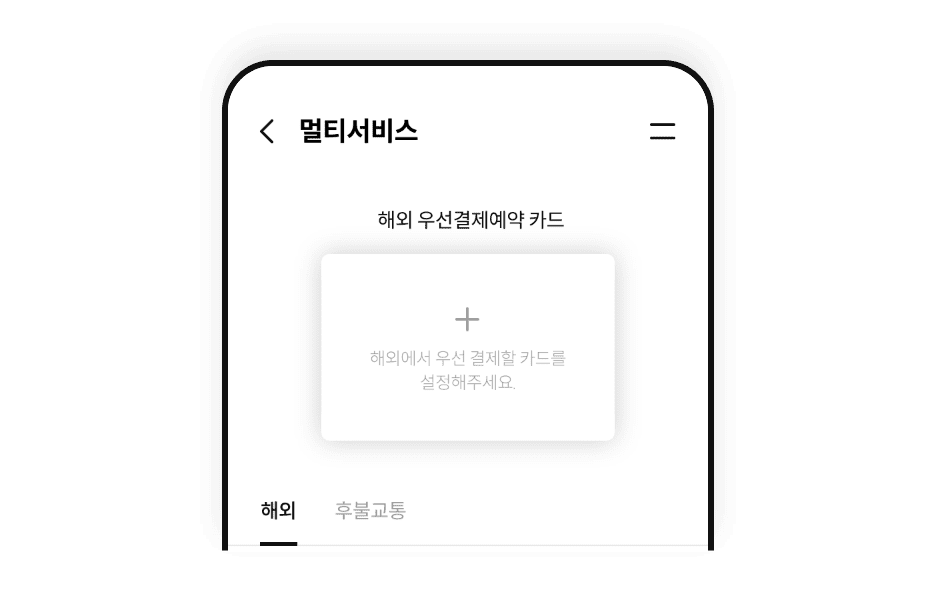 멀티서비스
해외 우선결제예약 카드
해외에서 우선 결제할 카드를
설정해주세요.
해외 후불교통